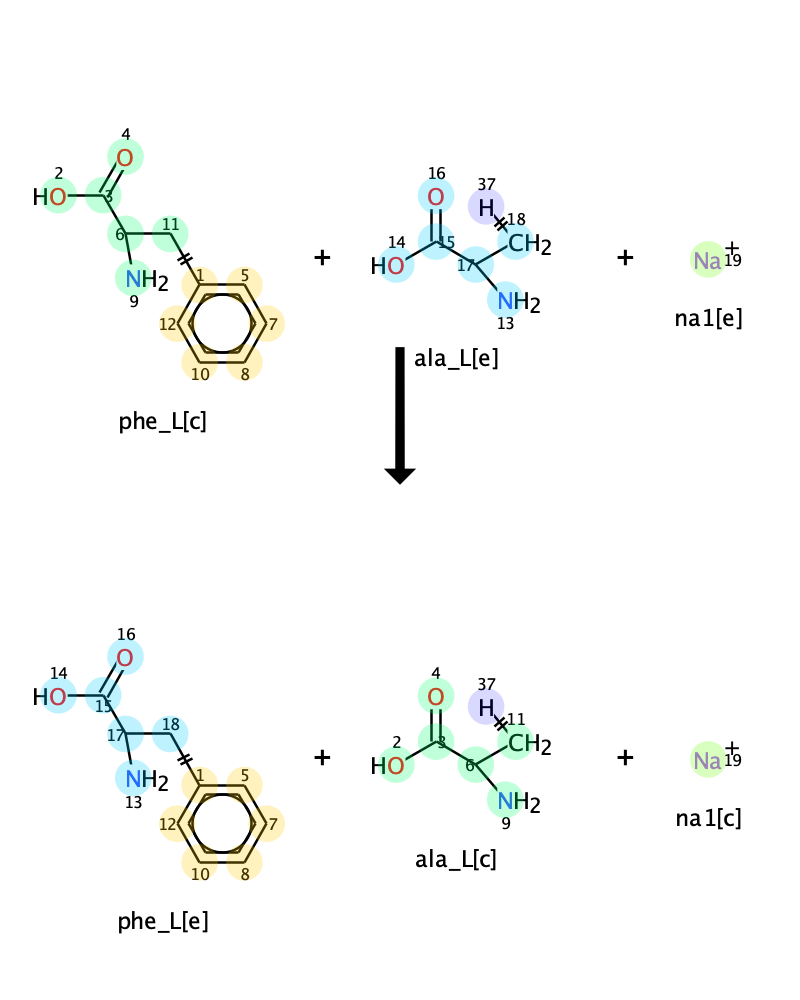 4
2
O
HO
3
6
11
NH2
9
1
5
12
7
10
8
phe_L[c]
+
16
O
37
H
18
14
15
CH2
HO
17
NH2
13
ala_L[e]
+
Na+
19
na1[e]
16
14
O
HO
15
17
18
NH2
13
1
5
12
7
10
8
phe_L[e]
+
4
O
37
H
11
2
3
CH2
HO
6
NH2
9
ala_L[c]
+
Na+
19
na1[c]